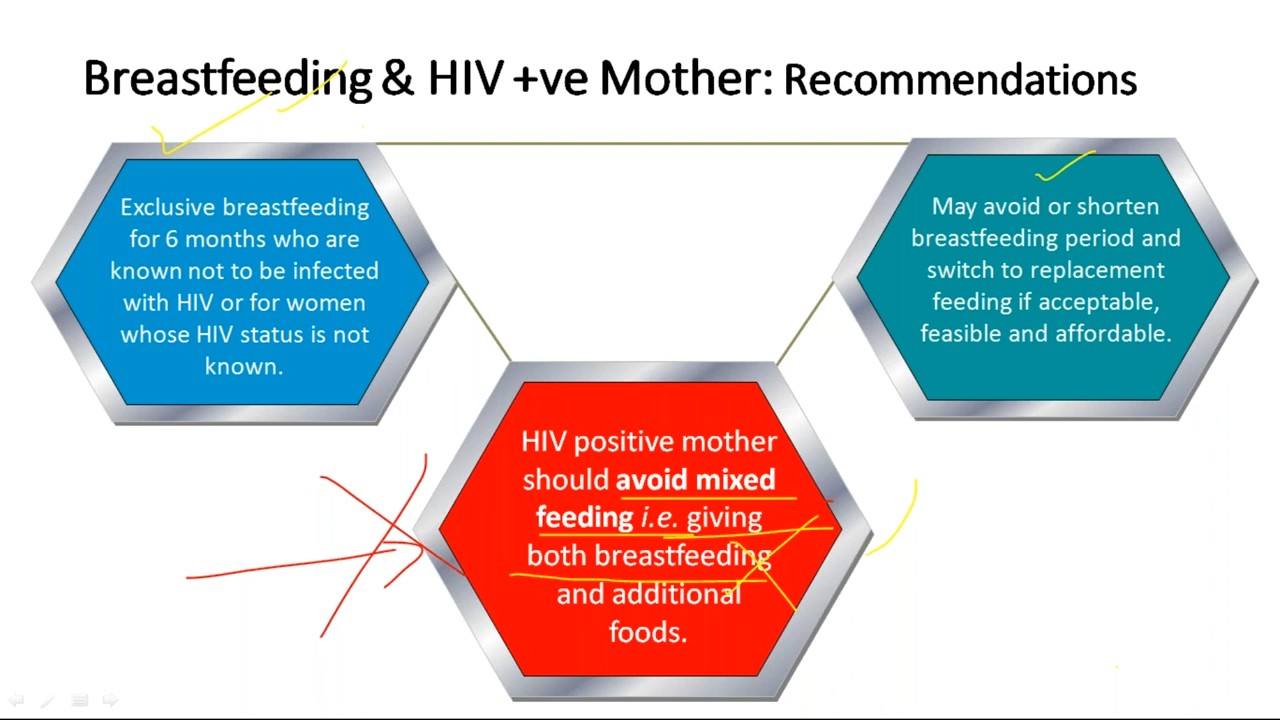 Breastfeeding & HIV +ve Mother: Recommendations
Exclusive breastfeeding
for 6 months who are
known not to be infected
with HIV or for women
whose HIV status is not
known.
May avoid or shorten
breastfeeding period and
switch to replacement
feeding if acceptable,
feasible and affordable.
HIV positive mother
should avoid mixed
feeding i.e. giving
both breastfeeding
and additional
foods.